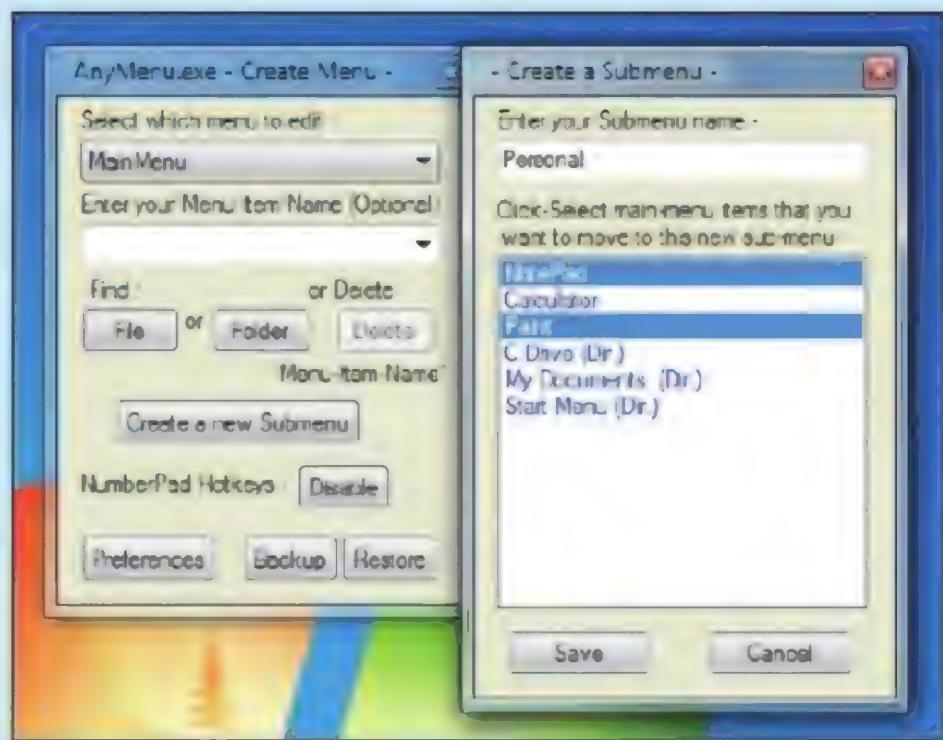 AnyMenu.exe - Create Menu -
Select which menu to edit
MainMenu
Enter your Menu Item Name (Optional)
Find :
or Delete
File
or
Folder
Delete
Menu-Item-Name
Create a new Submenu
NumberPad Hotkeys :
Disable
Preferences
Backup
Restore
- Create a Submenu -
Enter your Submenu name -
Personal
Click-Select main-menu items that you
want to move to this new sub-menu
NotePad
Calculator
Paint
C Drive (Dir.)
My Documents (Dir.)
Start Menu (Dir.)
Save
Cancel